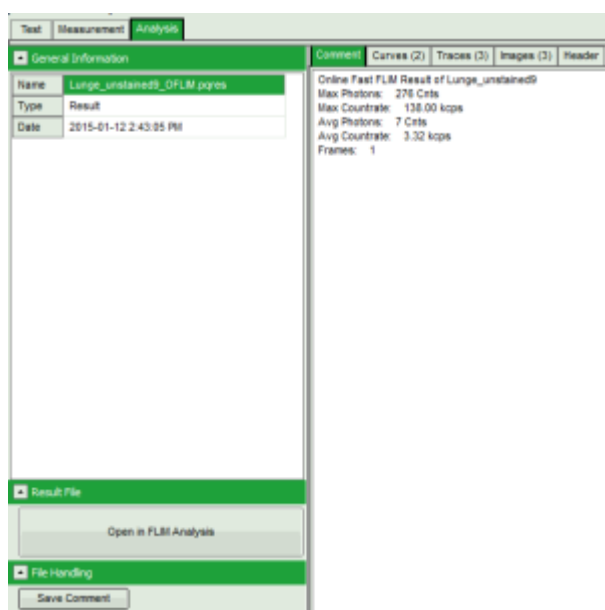 Test Measurement Analysis
General Information
Name Lunge_unstained9_OFLIM.pqres
Type Result
Date 2015-01-12 2:43:05 PM
Comment Curves (2) Traces (3) Images (3) Header
Online Fast FLIM Result of Lunge_unstained9
Max Photons: 276 Cnts
Max Countrate: 138.00 kcps
Avg Photons: 7 Cnts
Avg Countrate: 3.32 kcps
Frames: 1
Result File
Open in FLIM Analysis
File Handling
Save Comment